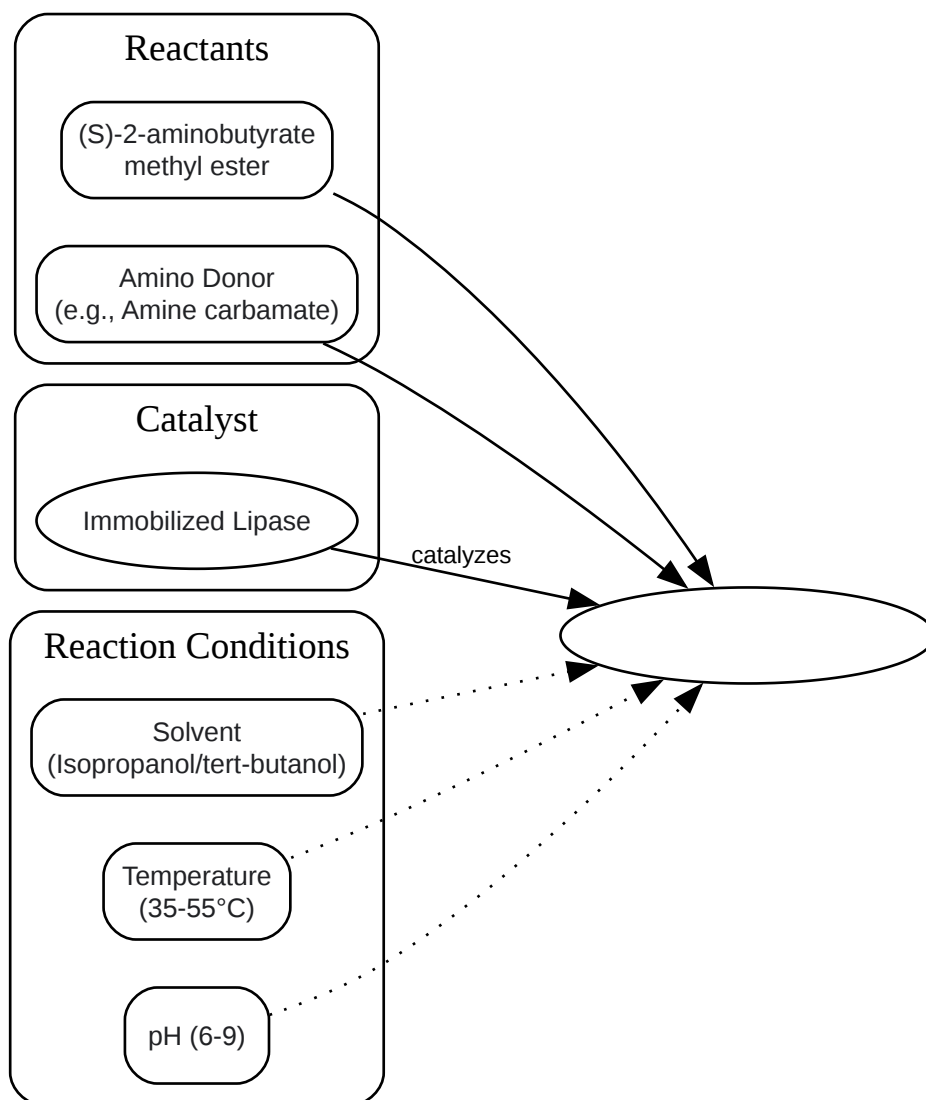 Reactants
(S)-2-aminobutyrate
methyl ester
Amino Donor
(e.g., Amine carbamate)
Catalyst
Immobilized Lipase
catalyzes
Reaction Conditions
Solvent
(Isopropanol/tert-butanol)
Temperature
(35-55°C)
pH (6-9)